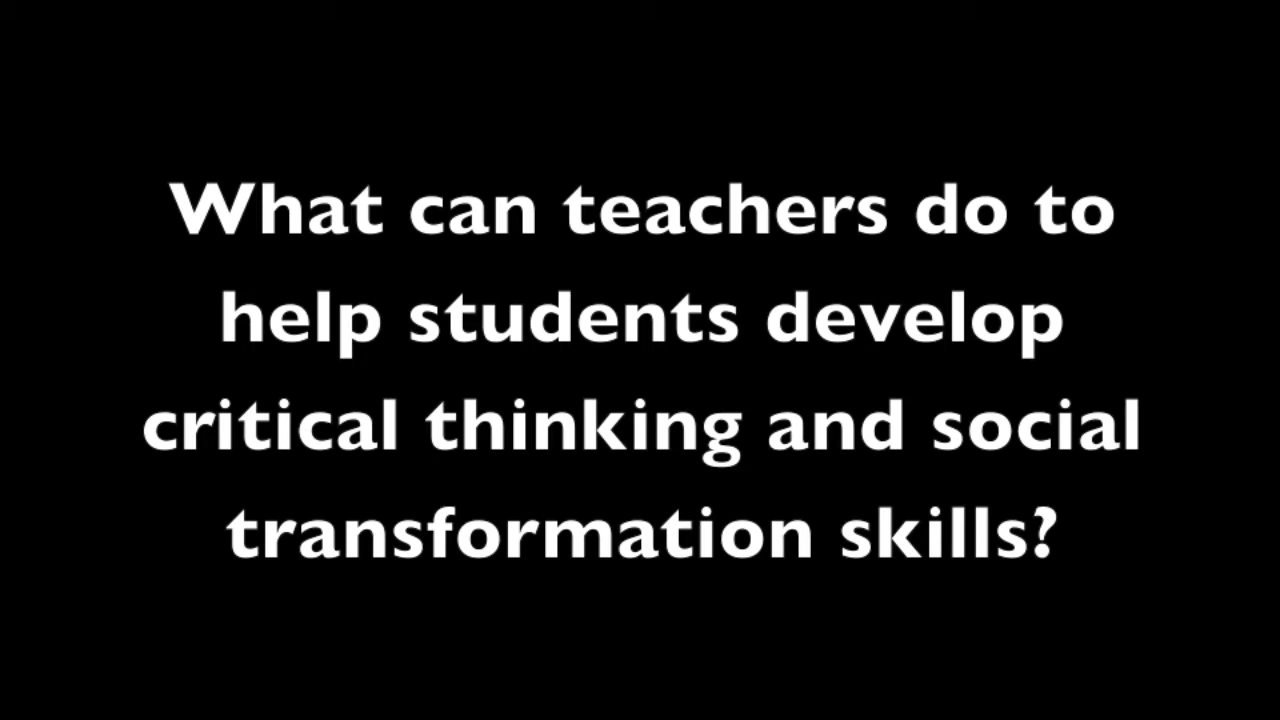 What can teachers do to
help students develop
critical thinking and social
transformation skills?